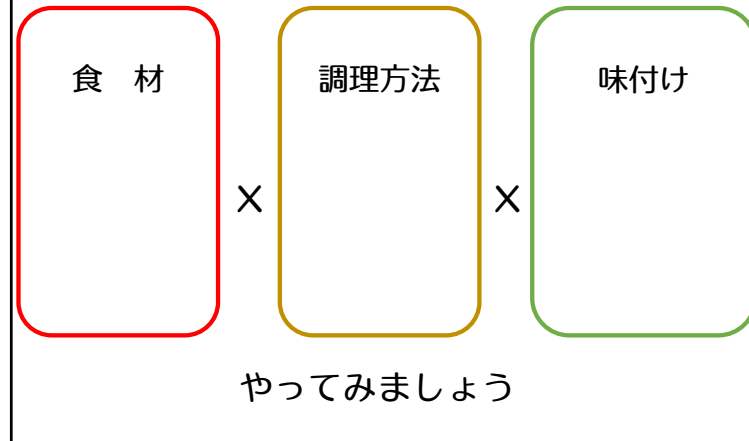 食　材
調理方法
味付け
×
×
やってみましょう